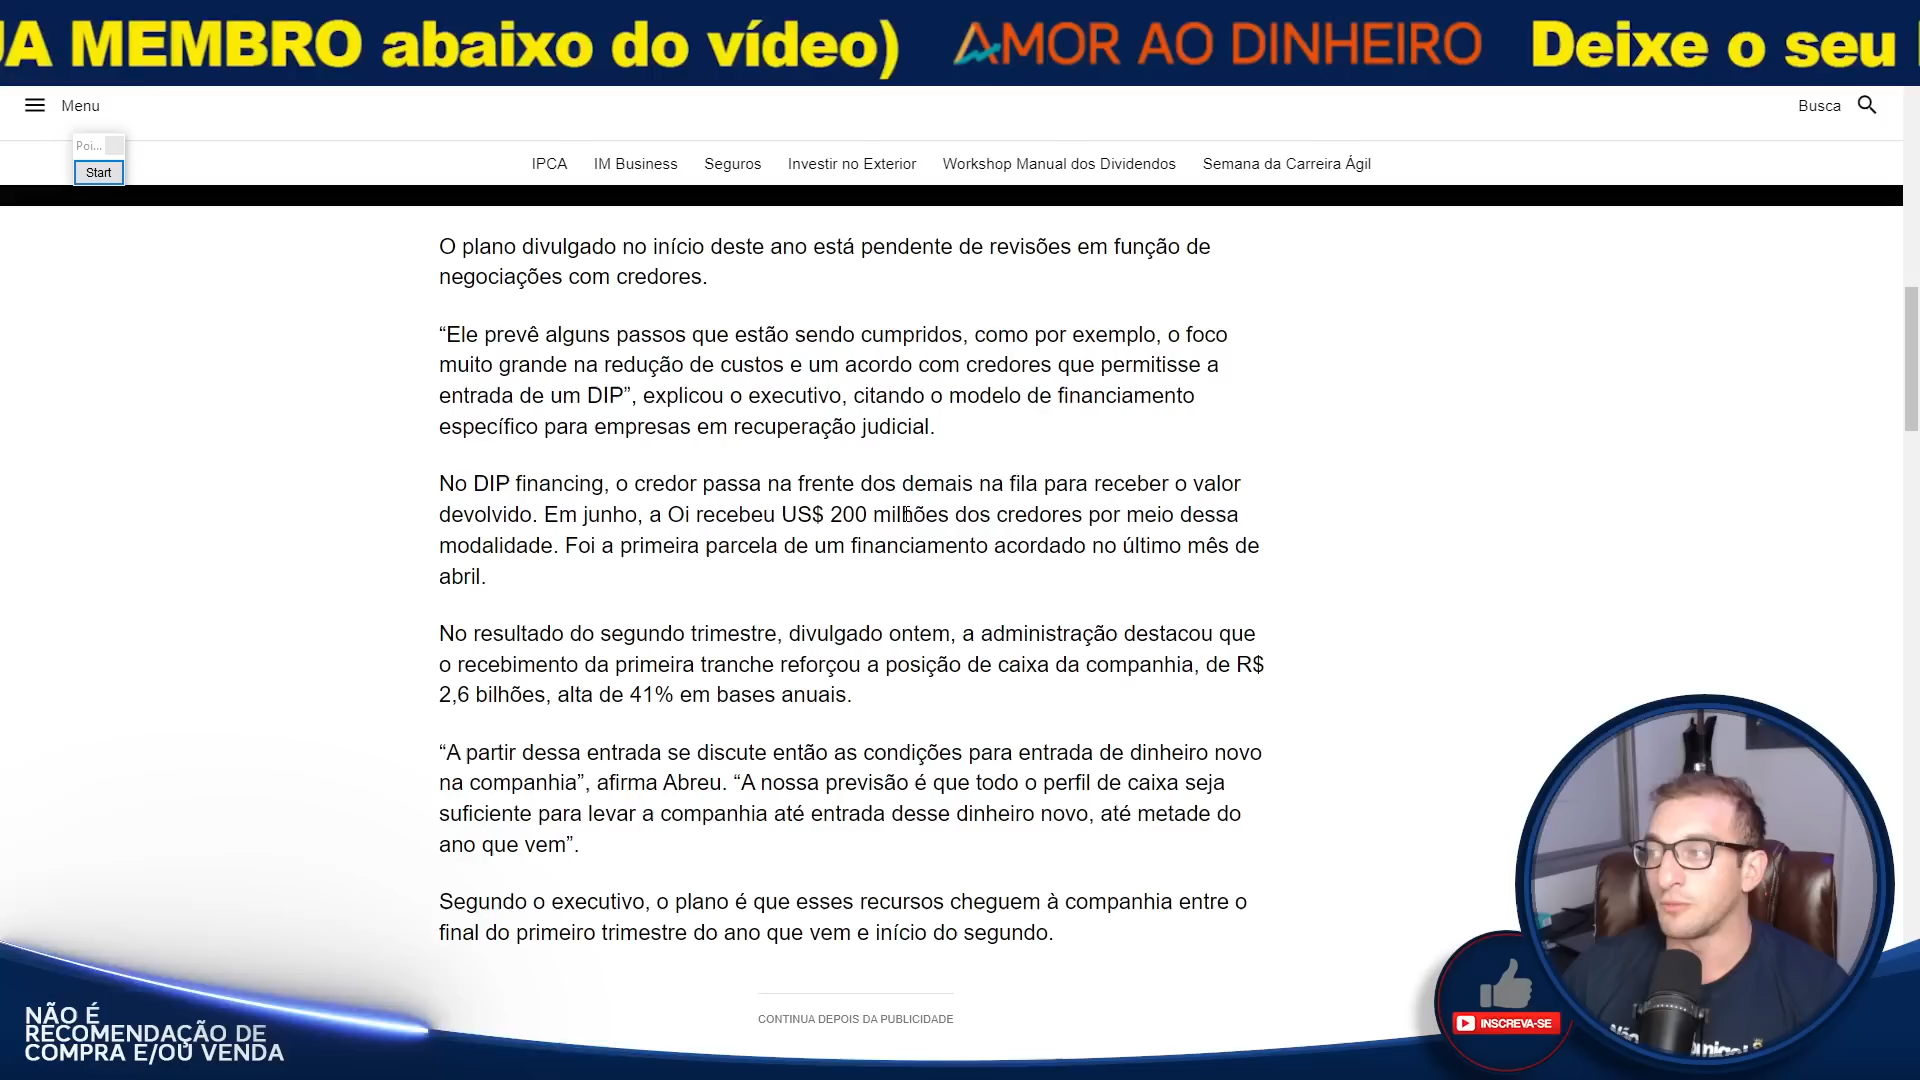 JA MEMBRO abaixo do vídeo) AMOR AO DINHEIRO Deixe o seu
Menu
Busca
Poi...
Start
IPCA IM Business Seguros Investir no Exterior Workshop Manual dos Dividendos Semana da Carreira Ágil
O plano divulgado no início deste ano está pendente de revisões em função de
negociações com credores.
“Ele prevê alguns passos que estão sendo cumpridos, como por exemplo, o foco
muito grande na redução de custos e um acordo com credores que permitisse a
entrada de um DIP”, explicou o executivo, citando o modelo de financiamento
específico para empresas em recuperação judicial.
No DIP financing, o credor passa na frente dos demais na fila para receber o valor
devolvido. Em junho, a Oi recebeu US$ 200 milhões dos credores por meio dessa
modalidade. Foi a primeira parcela de um financiamento acordado no último mês de
abril.
No resultado do segundo trimestre, divulgado ontem, a administração destacou que
o recebimento da primeira tranche reforçou a posição de caixa da companhia, de R$
2,6 bilhões, alta de 41% em bases anuais.
“A partir dessa entrada se discute então as condições para entrada de dinheiro novo
na companhia”, afirma Abreu. “A nossa previsão é que todo o perfil de caixa seja
suficiente para levar a companhia até entrada desse dinheiro novo, até metade do
ano que vem”.
Segundo o executivo, o plano é que esses recursos cheguem à companhia entre o
final do primeiro trimestre do ano que vem e início do segundo.
CONTINUA DEPOIS DA PUBLICIDADE
NÃO É
RECOMENDAÇÃO DE
COMPRA E/OU VENDA
INSCREVA-SE